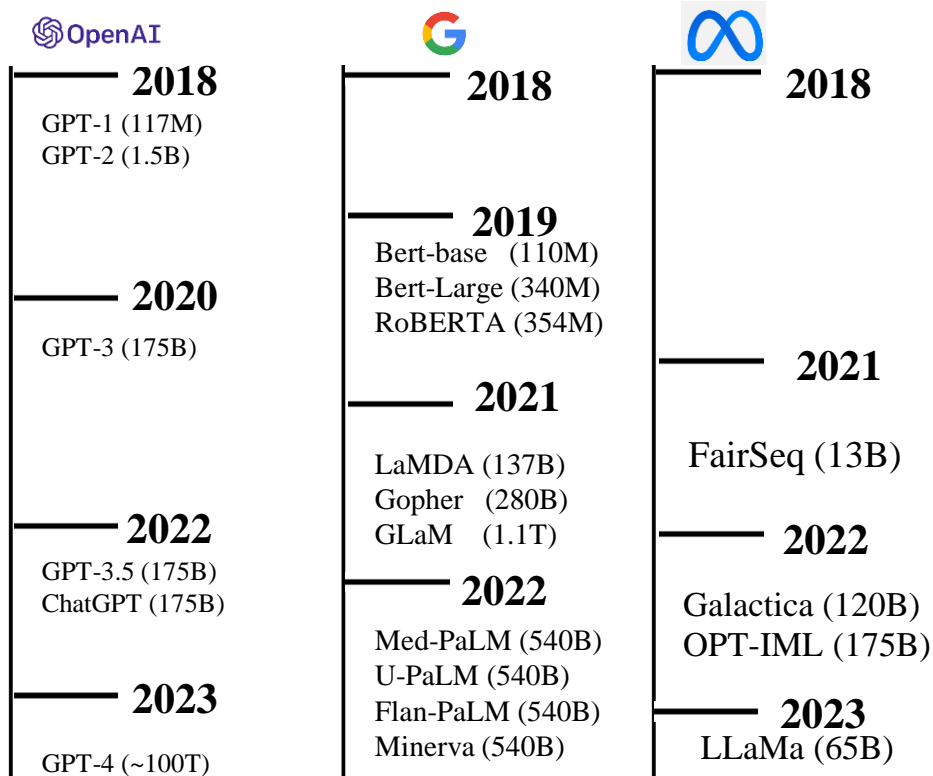 OpenAI
2018
GPT-1 (117M)
GPT-2 (1.5B)
2020
GPT-3 (175B)
2022
GPT-3.5 (175B)
ChatGPT (175B)
2023
GPT-4 (~100T)
G
2018
2019
Bert-base (110M)
Bert-Large (340M)
RoBERTA (354M)
2021
LaMDA (137B)
Gopher (280B)
GLaM (1.1T)
2022
Med-PaLM (540B)
U-PaLM (540B)
Flan-PaLM (540B)
Minerva (540B)
2018
2021
FairSeq (13B)
2022
Galactica (120B)
OPT-IML (175B)
2023
LLaMa (65B)